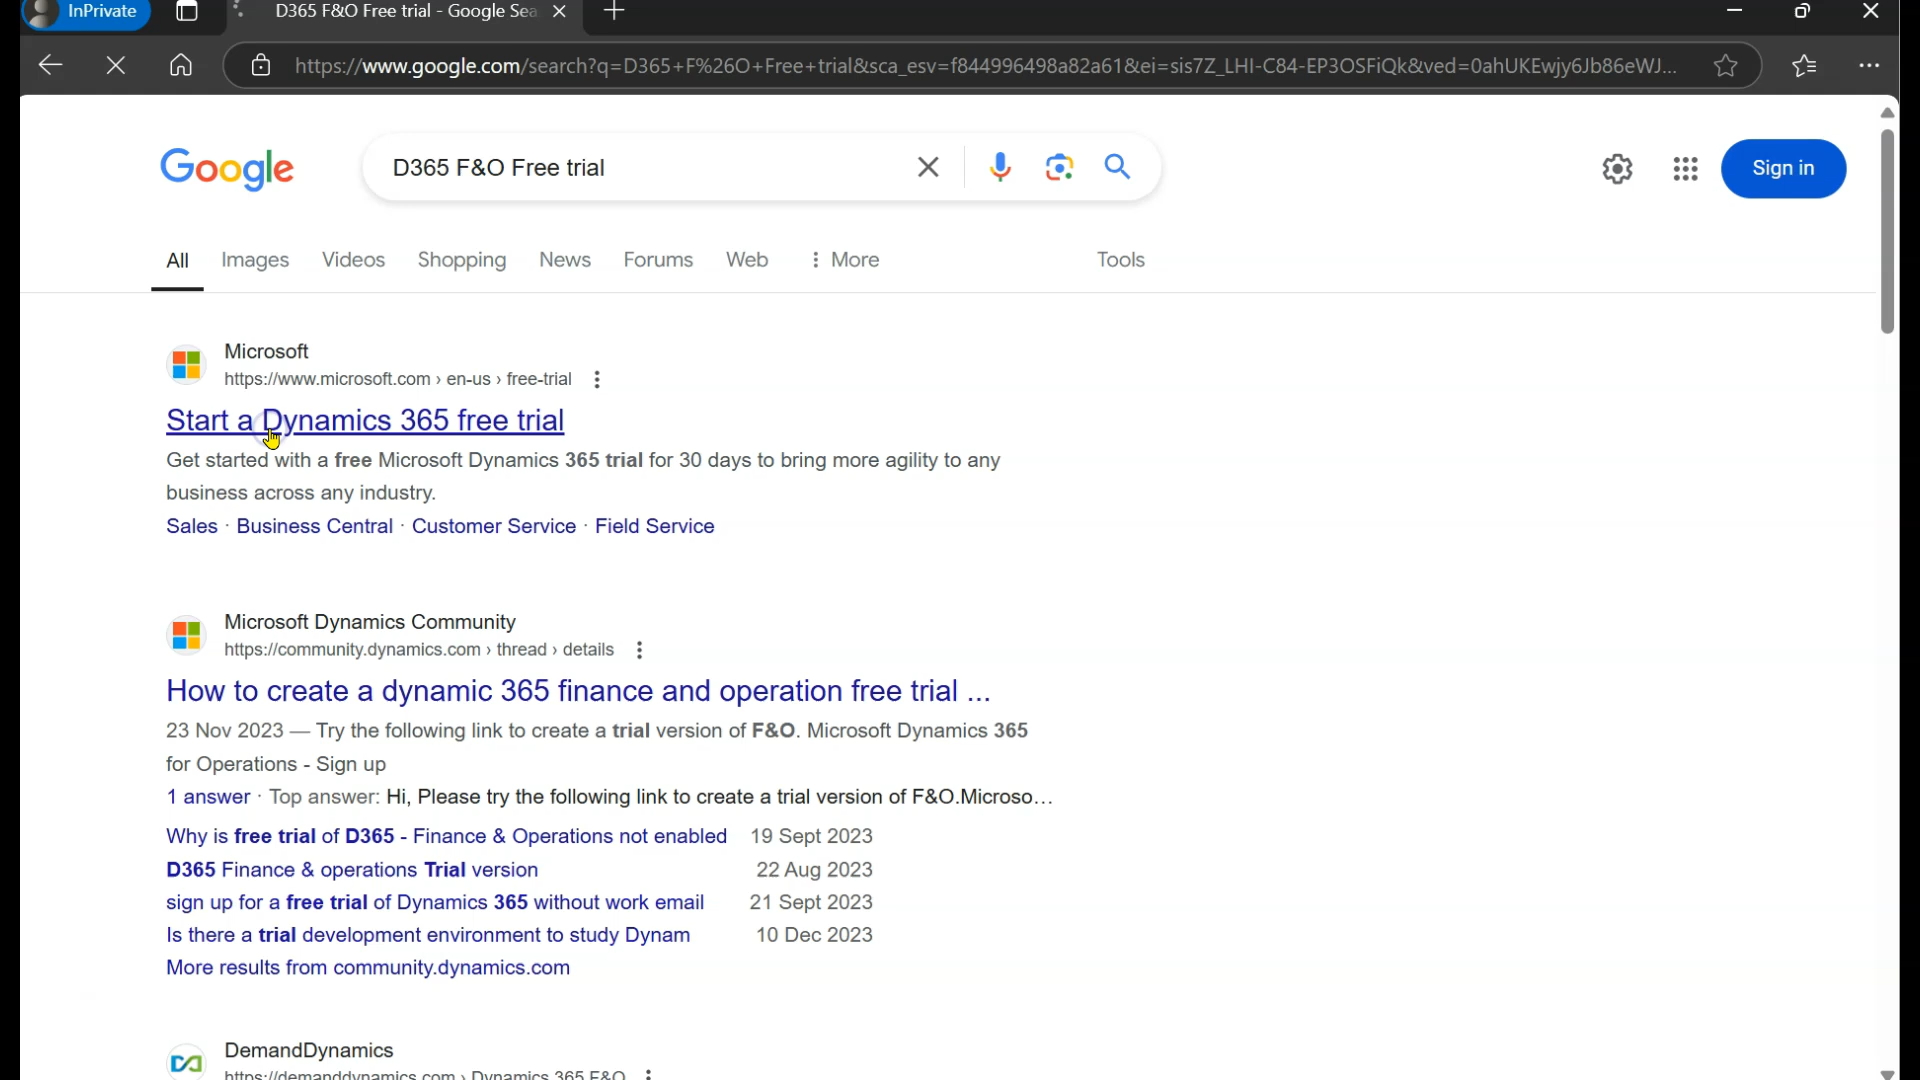 InPrivate
D365 F&O Free trial - Google Sea
https://www.google.com/search?q=D365+F%26O+Free+trial&sca_esv=f844996498a82a61&ei=sis7Z_LHI-C84-EP3OSFiQk&ved=0ahUKEwjy6Jb86eWJ...
Google
D365 F&O Free trial
Sign in
All Images Videos Shopping News Forums Web More Tools
Microsoft
https://www.microsoft.com › en-us › free-trial
Start a Dynamics 365 free trial
Get started with a free Microsoft Dynamics 365 trial for 30 days to bring more agility to any
business across any industry.
Sales · Business Central · Customer Service · Field Service
Microsoft Dynamics Community
https://community.dynamics.com › thread › details
How to create a dynamic 365 finance and operation free trial ...
23 Nov 2023 — Try the following link to create a trial version of F&O. Microsoft Dynamics 365
for Operations - Sign up
1 answer · Top answer: Hi, Please try the following link to create a trial version of F&O.Microso...
Why is free trial of D365 - Finance & Operations not enabled 19 Sept 2023
D365 Finance & operations Trial version 22 Aug 2023
sign up for a free trial of Dynamics 365 without work email 21 Sept 2023
Is there a trial development environment to study Dynam 10 Dec 2023
More results from community.dynamics.com
DemandDynamics
https://demanddynamics.com › Dynamics 365 F&O